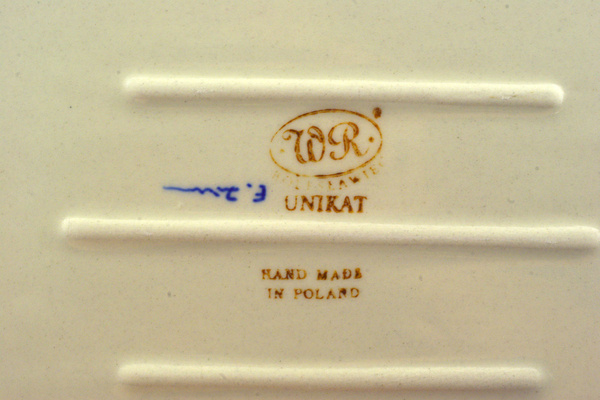 WR
UNIKAT
HAND MADE
IN POLAND